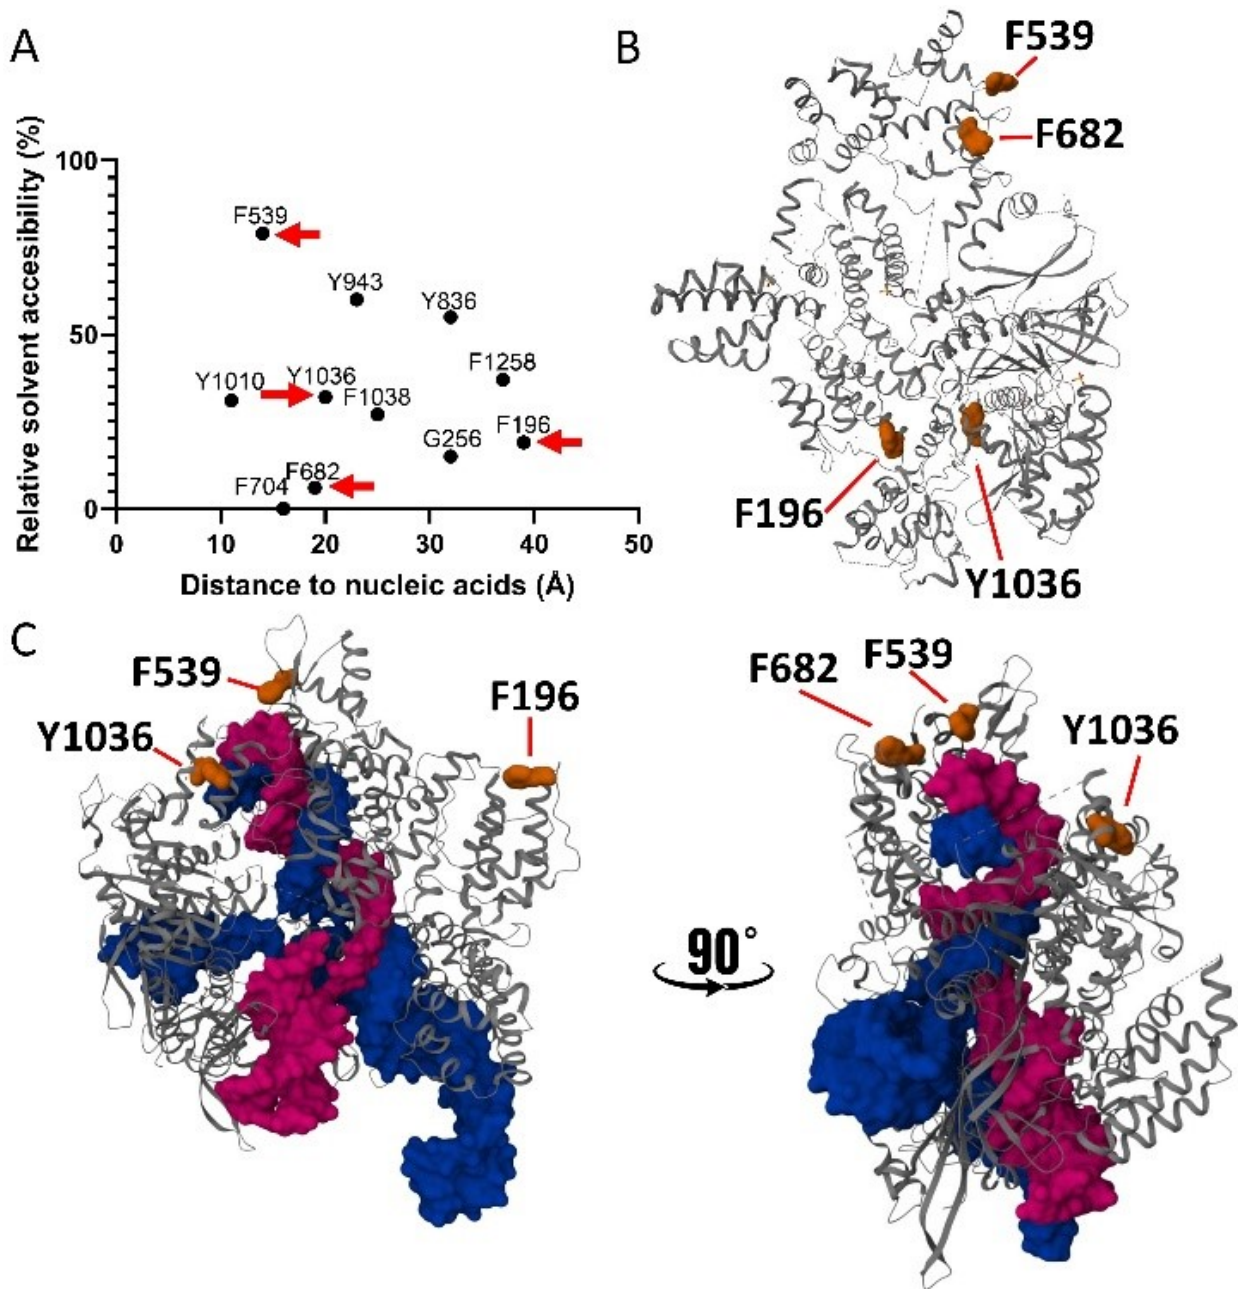 A
Relative solvent accesibility (%)
100
50
0
F539
Y943
Y836
F1258
Y1010
Y1036
F1038
F196
G256
F682
F704
0
10
20
30
40
50
Distance to nucleic acids (Å)
B
F539
F682
F196
Y1036
C
F539
Y1036
F196
90°
F682
F539
Y1036